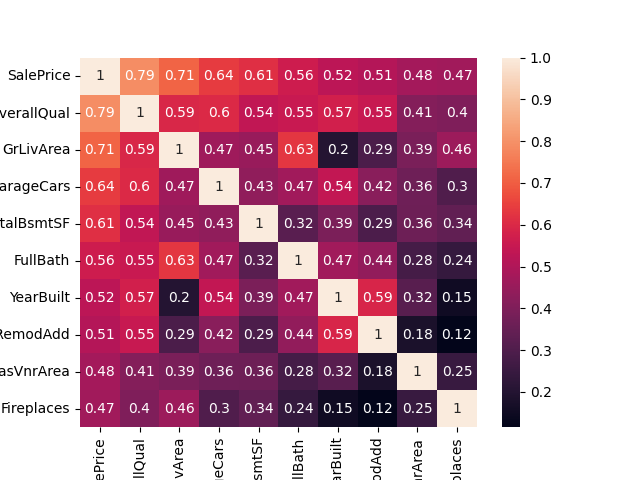 SalePrice 1 0.79 0.71 0.64 0.61 0.56 0.52 0.51 0.48 0.47
verallQual 0.79 1 0.59 0.6 0.54 0.55 0.57 0.55 0.41 0.4
GrLivArea 0.71 0.59 1 0.47 0.45 0.63 0.2 0.29 0.39 0.46
arageCars 0.64 0.6 0.47 1 0.43 0.47 0.54 0.42 0.36 0.3
talBsmtSF 0.61 0.54 0.45 0.43 1 0.32 0.39 0.29 0.36 0.34
FullBath 0.56 0.55 0.63 0.47 0.32 1 0.47 0.44 0.28 0.24
YearBuilt 0.52 0.57 0.2 0.54 0.39 0.47 1 0.59 0.32 0.15
RemodAdd 0.51 0.55 0.29 0.42 0.29 0.44 0.59 1 0.18 0.12
asVnrArea 0.48 0.41 0.39 0.36 0.36 0.28 0.32 0.18 1 0.25
Fireplaces 0.47 0.4 0.46 0.3 0.34 0.24 0.15 0.12 0.25 1
ePrice
llQual
vArea
eCars
smtSF
llBath
arBuilt
odAdd
rArea
places
1.0
0.9
0.8
0.7
0.6
0.5
0.4
0.3
0.2